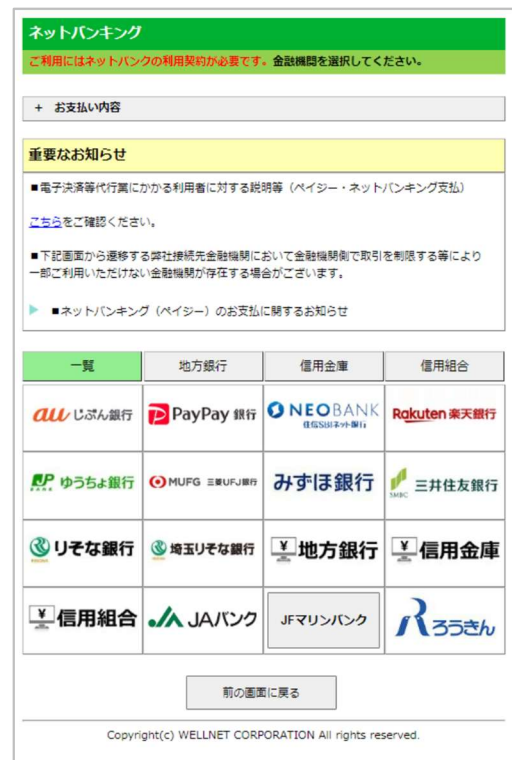 ネットバンキング
ご利用にはネットバンクの利用契約が必要です。金融機関を選択してください。
+ お支払い内容
重要なお知らせ
■電子決済等代行業にかかる利用者に対する説明等（ペイジー・ネットバンキング支払）
こちらをご確認ください。
■下記画面から遷移する弊社接続先金融機関において金融機関側で取引を制限する等により
一部ご利用いただけない金融機関が存在する場合がございます。
■ネットバンキング（ペイジー）のお支払に関するお知らせ
一覧 地方銀行 信用金庫 信用組合
au じぶん銀行 PayPay 銀行 NEOBANK 住信SBIネット銀行 Rakuten 楽天銀行
JP BANK ゆうちょ銀行 MUFG 三菱UFJ銀行 みずほ銀行 SMBC 三井住友銀行
りそな銀行 埼玉りそな銀行 ¥ 地方銀行 ¥ 信用金庫
¥ 信用組合 JAバンク JFマリンバンク ろうきん
前の画面に戻る
Copyright(c) WELLNET CORPORATION All rights reserved.